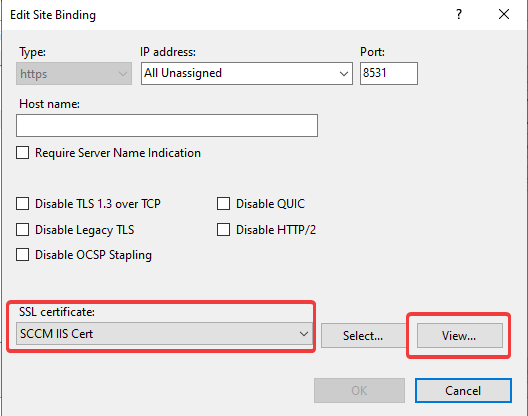 Edit Site Binding ? ×
Type: IP address: Port:
https All Unassigned 8531
Host name:
Require Server Name Indication
Disable TLS 1.3 over TCP Disable QUIC
Disable Legacy TLS Disable HTTP/2
Disable OCSP Stapling
SSL certificate:
SCCM IIS Cert Select... View...
OK Cancel